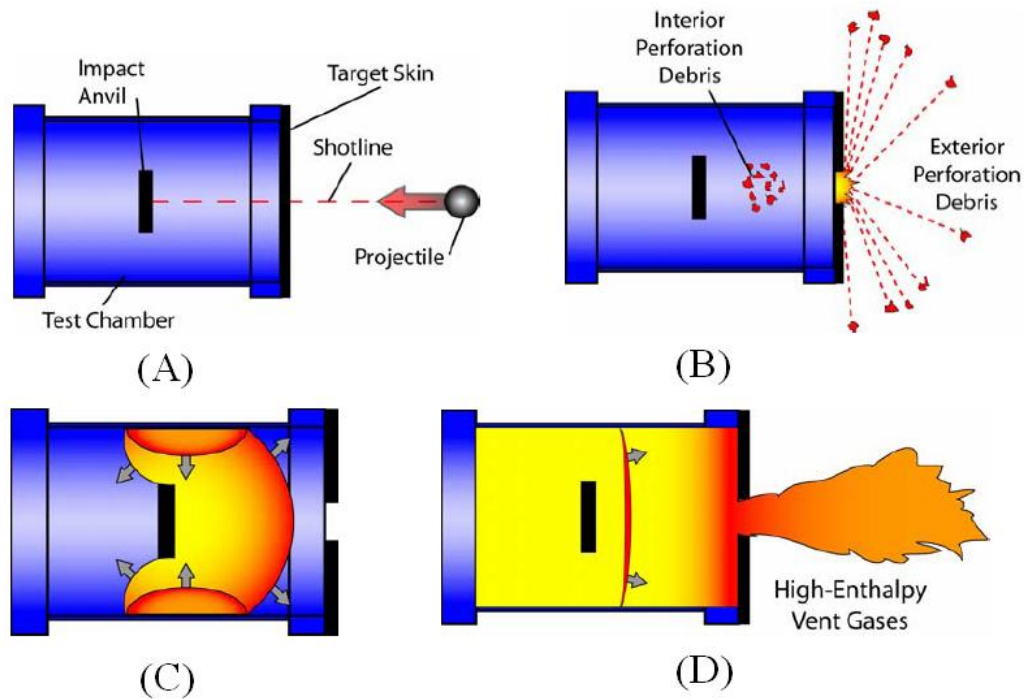 Impact
Anvil
Target Skin
Shotline
Projectile
Test Chamber
(A)
Interior
Perforation
Debris
Exterior
Perforation
Debris
(B)
(C)
High-Enthalpy
Vent Gases
(D)